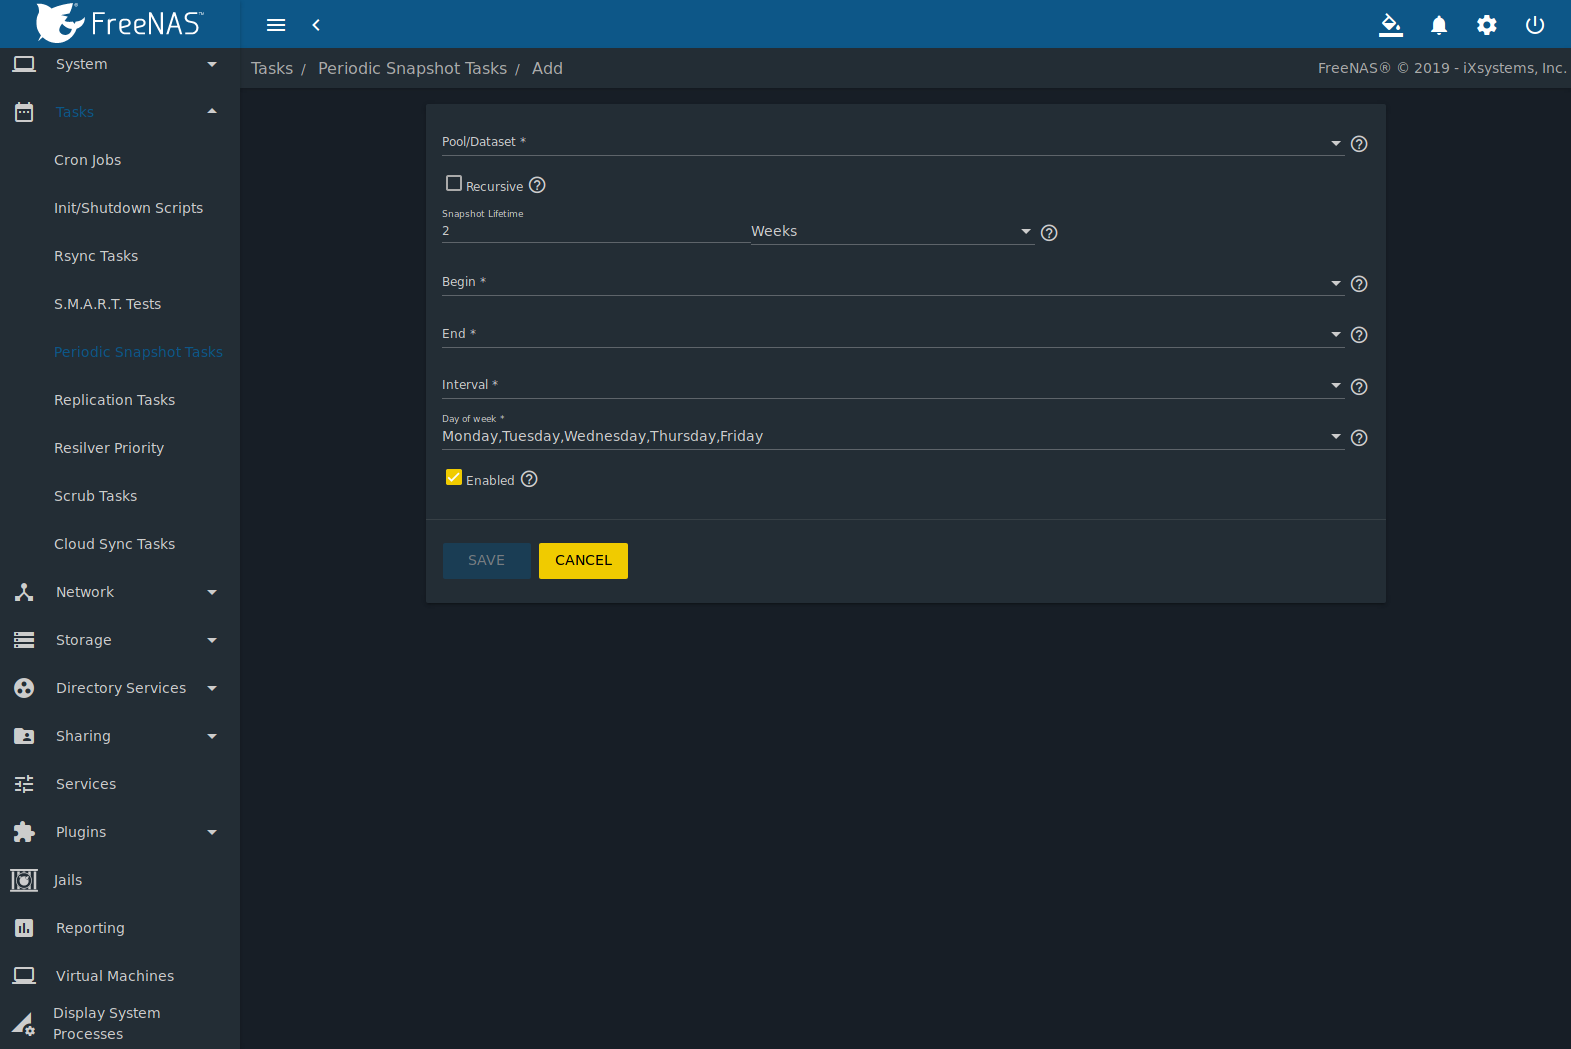 FreeNAS™
System
Tasks
Cron Jobs
Init/Shutdown Scripts
Rsync Tasks
S.M.A.R.T. Tests
Periodic Snapshot Tasks
Replication Tasks
Resilver Priority
Scrub Tasks
Cloud Sync Tasks
Network
Storage
Directory Services
Sharing
Services
Plugins
Jails
Reporting
Virtual Machines
Display System
Processes
Tasks / Periodic Snapshot Tasks / Add
FreeNAS® © 2019 - iXsystems, Inc.
Pool/Dataset *
Recursive
Snapshot Lifetime
2 Weeks
Begin *
End *
Interval *
Day of week *
Monday,Tuesday,Wednesday,Thursday,Friday
Enabled
SAVE CANCEL